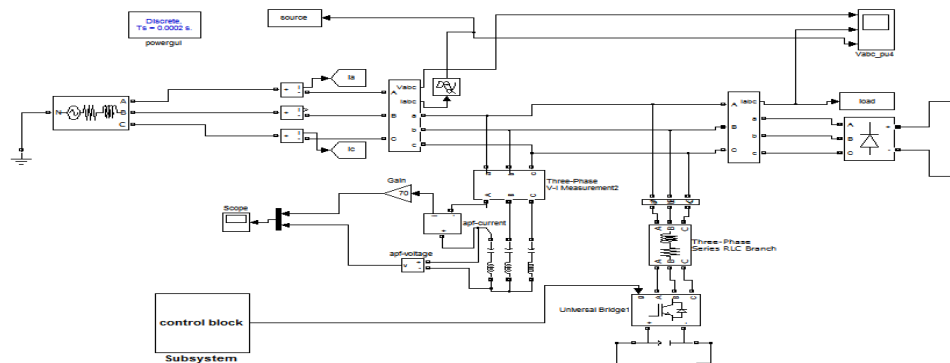 Discrete,
Ts = 0.0002 s.
powergui
source
Vabc_pu4
Ia
Vabc
Iabc
A
B
C
a
b
c
N
A
B
C
Ic
Iabc
A
B
C
a
b
c
load
A
B
C
+
-
Gain
70
Scope
Three-Phase
V-I Measurement2
A
C
apf-current
apf-voltage
v
+
-
A
B
C
A
B
C
Three-Phase
Series RLC Branch
control block
Subsystem
Universal Bridge1
g
A
B
C
+
-